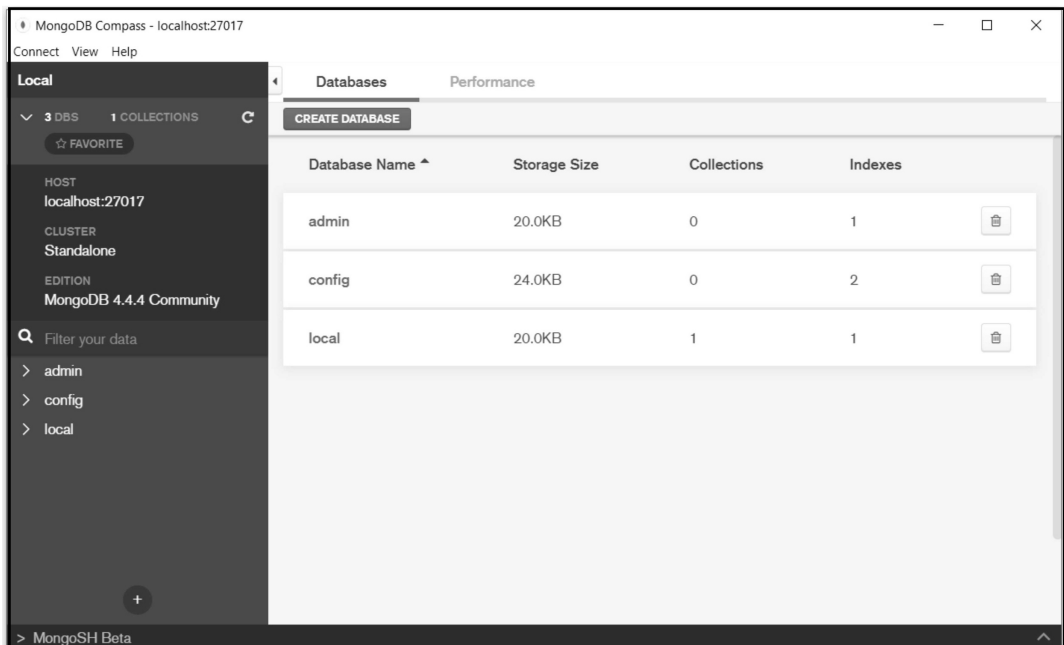 MongoDB Compass - localhost:27017
Connect View Help
Local
3 DBS 1 COLLECTIONS
☆ FAVORITE
HOST
localhost:27017
CLUSTER
Standalone
EDITION
MongoDB 4.4.4 Community
Filter your data
> admin
> config
> local
+
> MongoSH Beta
Databases Performance
CREATE DATABASE
Database Name Storage Size Collections Indexes
admin 20.0KB 0 1
config 24.0KB 0 2
local 20.0KB 1 1